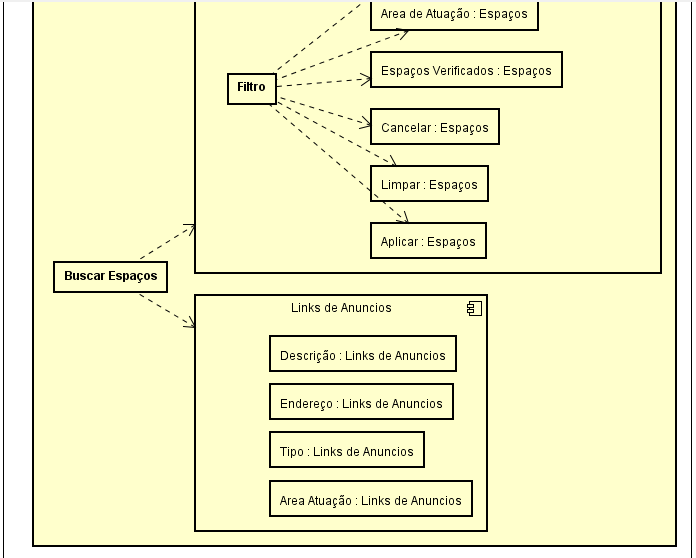 Area de Atuação : Espaços
Espaços Verificados : Espaços
Filtro
Cancelar : Espaços
Limpar : Espaços
Aplicar : Espaços
Buscar Espaços
Links de Anuncios
Descrição : Links de Anuncios
Endereço : Links de Anuncios
Tipo : Links de Anuncios
Area Atuação : Links de Anuncios